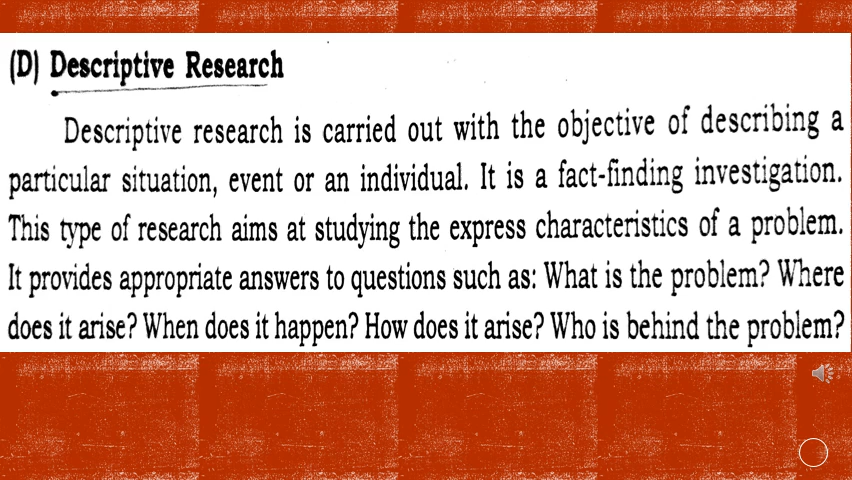 (D) Descriptive Research
Descriptive research is carried out with the objective of describing a
particular situation, event or an individual. It is a fact-finding investigation.
This type of research aims at studying the express characteristics of a problem.
It provides appropriate answers to questions such as: What is the problem? Where
does it arise? When does it happen? How does it arise? Who is behind the problem?